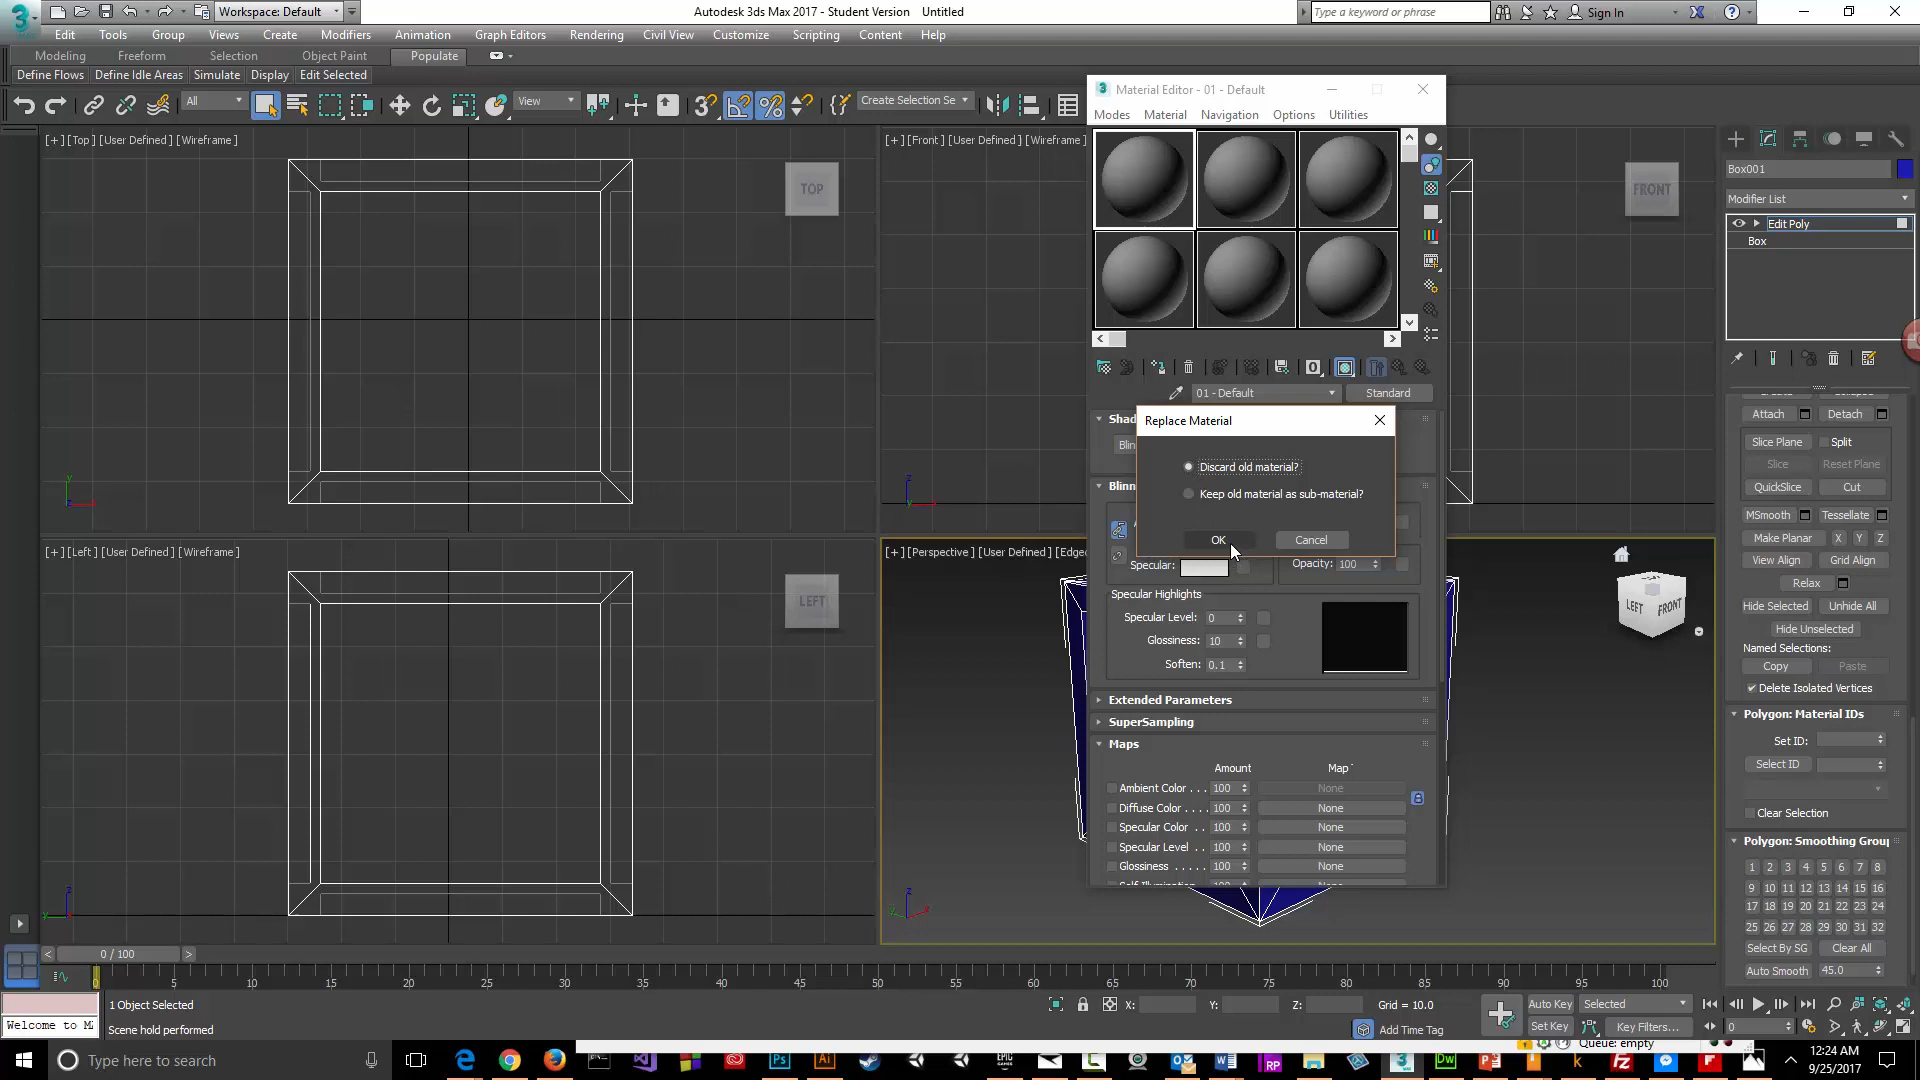 Workspace: Default
Autodesk 3ds Max 2017 - Student Version    Untitled
Type a keyword or phrase
Sign In
Edit Tools Group Views Create Modifiers Animation Graph Editors Rendering Civil View Customize Scripting Content Help
Modeling Freeform Selection Object Paint Populate
Define Flows Define Idle Areas Simulate Display Edit Selected
All
View
Create Selection Se
Material Editor - 01 - Default
Modes Material Navigation Options Utilities
[+] [Top] [User Defined] [Wireframe]
TOP
[+] [Front] [User Defined] [Wireframe]
FRONT
Box001
Modifier List
Edit Poly
Box
01 - Default
Standard
Replace Material
Discard old material?
Keep old material as sub-material?
OK Cancel
Shad
Blin
Blinn
Specular:
Opacity: 100
Specular Highlights
Specular Level: 0
Glossiness: 10
Soften: 0.1
Extended Parameters
SuperSampling
Maps
Amount Map
Ambient Color . . . 100 None
Diffuse Color . . . . 100 None
Specular Color . . 100 None
Specular Level . . 100 None
Glossiness . . . . . 100 None
Attach Detach
Slice Plane Split
Slice Reset Plane
QuickSlice Cut
MSmooth Tessellate
Make Planar X Y Z
View Align Grid Align
Relax
Hide Selected Unhide All
Hide Unselected
Named Selections:
Copy Paste
Delete Isolated Vertices
Polygon: Material IDs
Set ID:
Select ID
Clear Selection
Polygon: Smoothing Group
1 2 3 4 5 6 7 8
9 10 11 12 13 14 15 16
17 18 19 20 21 22 23 24
25 26 27 28 29 30 31 32
Select By SG Clear All
Auto Smooth 45.0
[+] [Left] [User Defined] [Wireframe]
LEFT
[+] [Perspective] [User Defined] [Edged
LEFT FRONT
< 0 / 100 >
0 5 10 15 20 25 30 35 40 45 50 55 60 65 70 75 80 85 90 95 100
1 Object Selected
Welcome to M
Scene hold performed
X: Y: Z: Grid = 10.0
Add Time Tag
Auto Key Selected
Set Key Key Filters...
0
Queue: empty
Type here to search
12:24 AM
9/25/2017